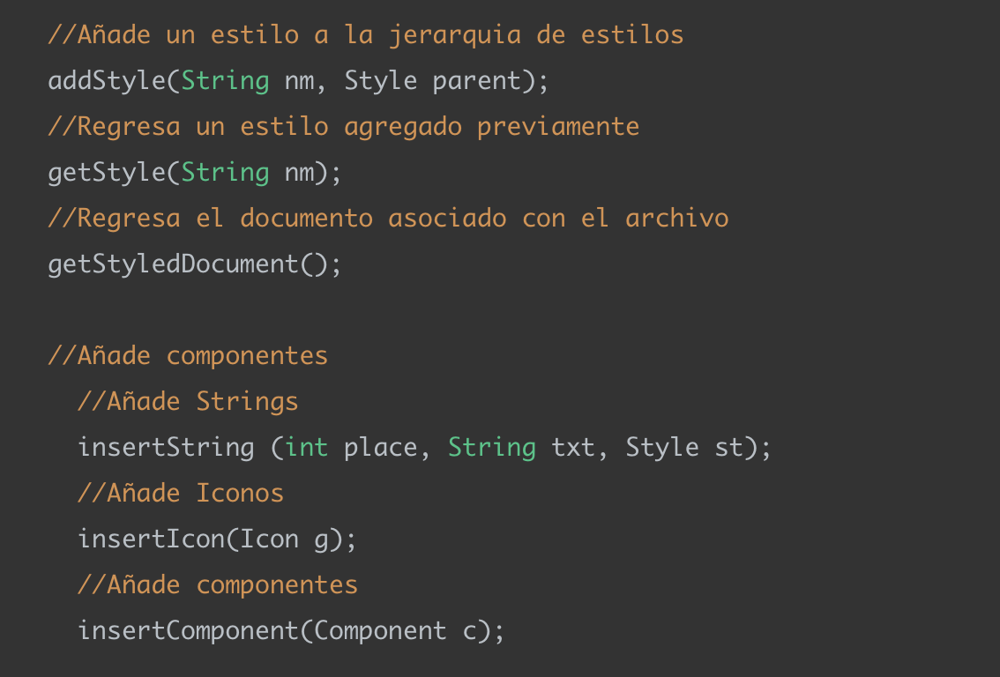 //Añade un estilo a la jerarquia de estilos
addStyle(String nm, Style parent);
//Regresa un estilo agregado previamente
getStyle(String nm);
//Regresa el documento asociado con el archivo
getStyledDocument();
//Añade componentes
//Añade Strings
insertString (int place, String txt, Style st);
//Añade Iconos
insertIcon(Icon g);
//Añade componentes
insertComponent(Component c);